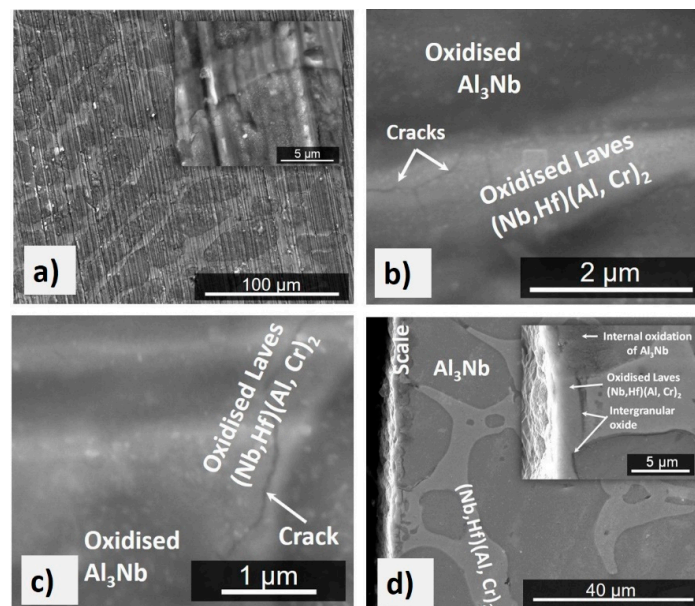 5 µm
100 µm
a)
Oxidised
Al₃Nb
Cracks
Oxidised Laves
(Nb,Hf)(Al, Cr)₂
2 µm
b)
Oxidised Laves
(Nb,Hf)(Al, Cr)₂
Crack
Oxidised
Al₃Nb
1 µm
c)
Scale
Al₃Nb
Internal oxidation
of Al₃Nb
Oxidised Laves
(Nb,Hf)(Al, Cr)₂
Intergranular
oxide
5 µm
(Nb,Hf)(Al, Cr)₂
40 µm
d)